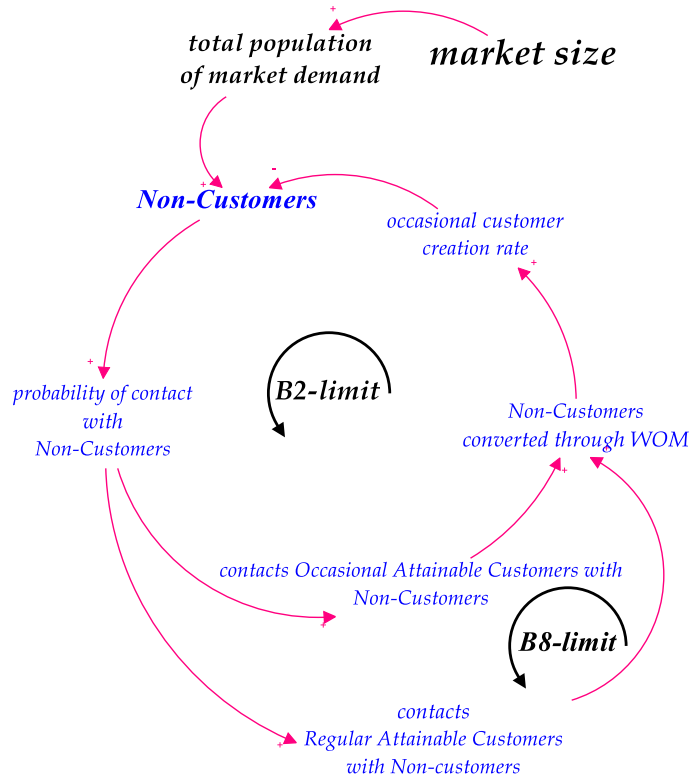 total population
of market demand
market size
Non-Customers
occasional customer
creation rate
B2-limit
probability of contact
with
Non-Customers
Non-Customers
converted through WOM
contacts Occasional Attainable Customers with
Non-Customers
B8-limit
contacts
Regular Attainable Customers
with Non-customers
+
+
-
+
+
+
+
+